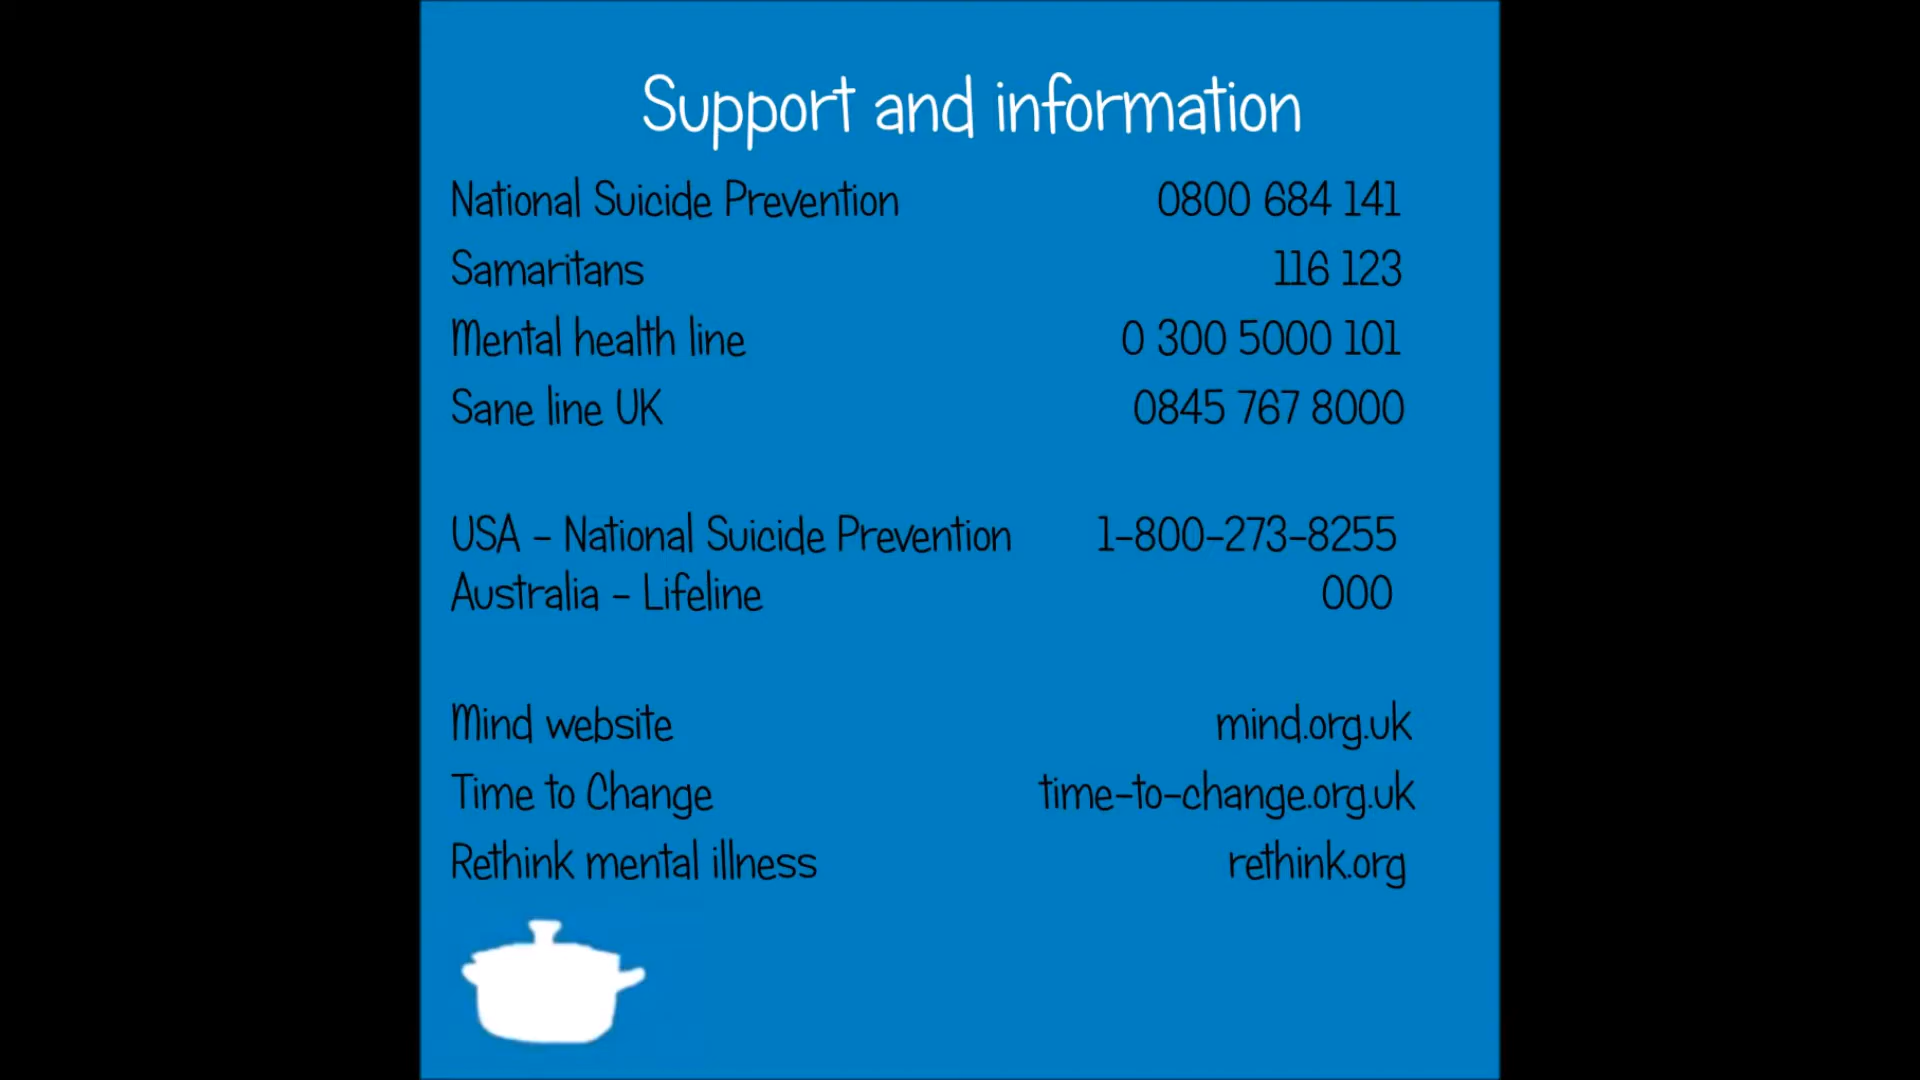 Support and information
National Suicide Prevention 0800 684 141
Samaritans 116 123
Mental health line 0 300 5000 101
Sane line UK 0845 767 8000
USA - National Suicide Prevention 1-800-273-8255
Australia - Lifeline 000
Mind website mind.org.uk
Time to Change time-to-change.org.uk
Rethink mental illness rethink.org